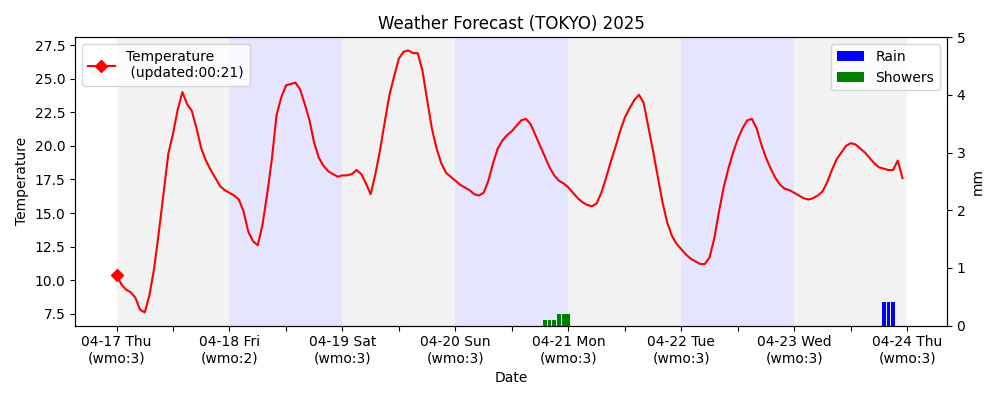 Weather Forecast (TOKYO) 2025
Temperature
(updated:00:21)
Rain
Showers
27.5
25.0
22.5
20.0
17.5
15.0
12.5
10.0
7.5
Temperature
5
4
3
2
1
0
mm
04-17 Thu
(wmo:3)
04-18 Fri
(wmo:2)
04-19 Sat
(wmo:3)
04-20 Sun
(wmo:3)
04-21 Mon
(wmo:3)
04-22 Tue
(wmo:3)
04-23 Wed
(wmo:3)
04-24 Thu
(wmo:3)
Date